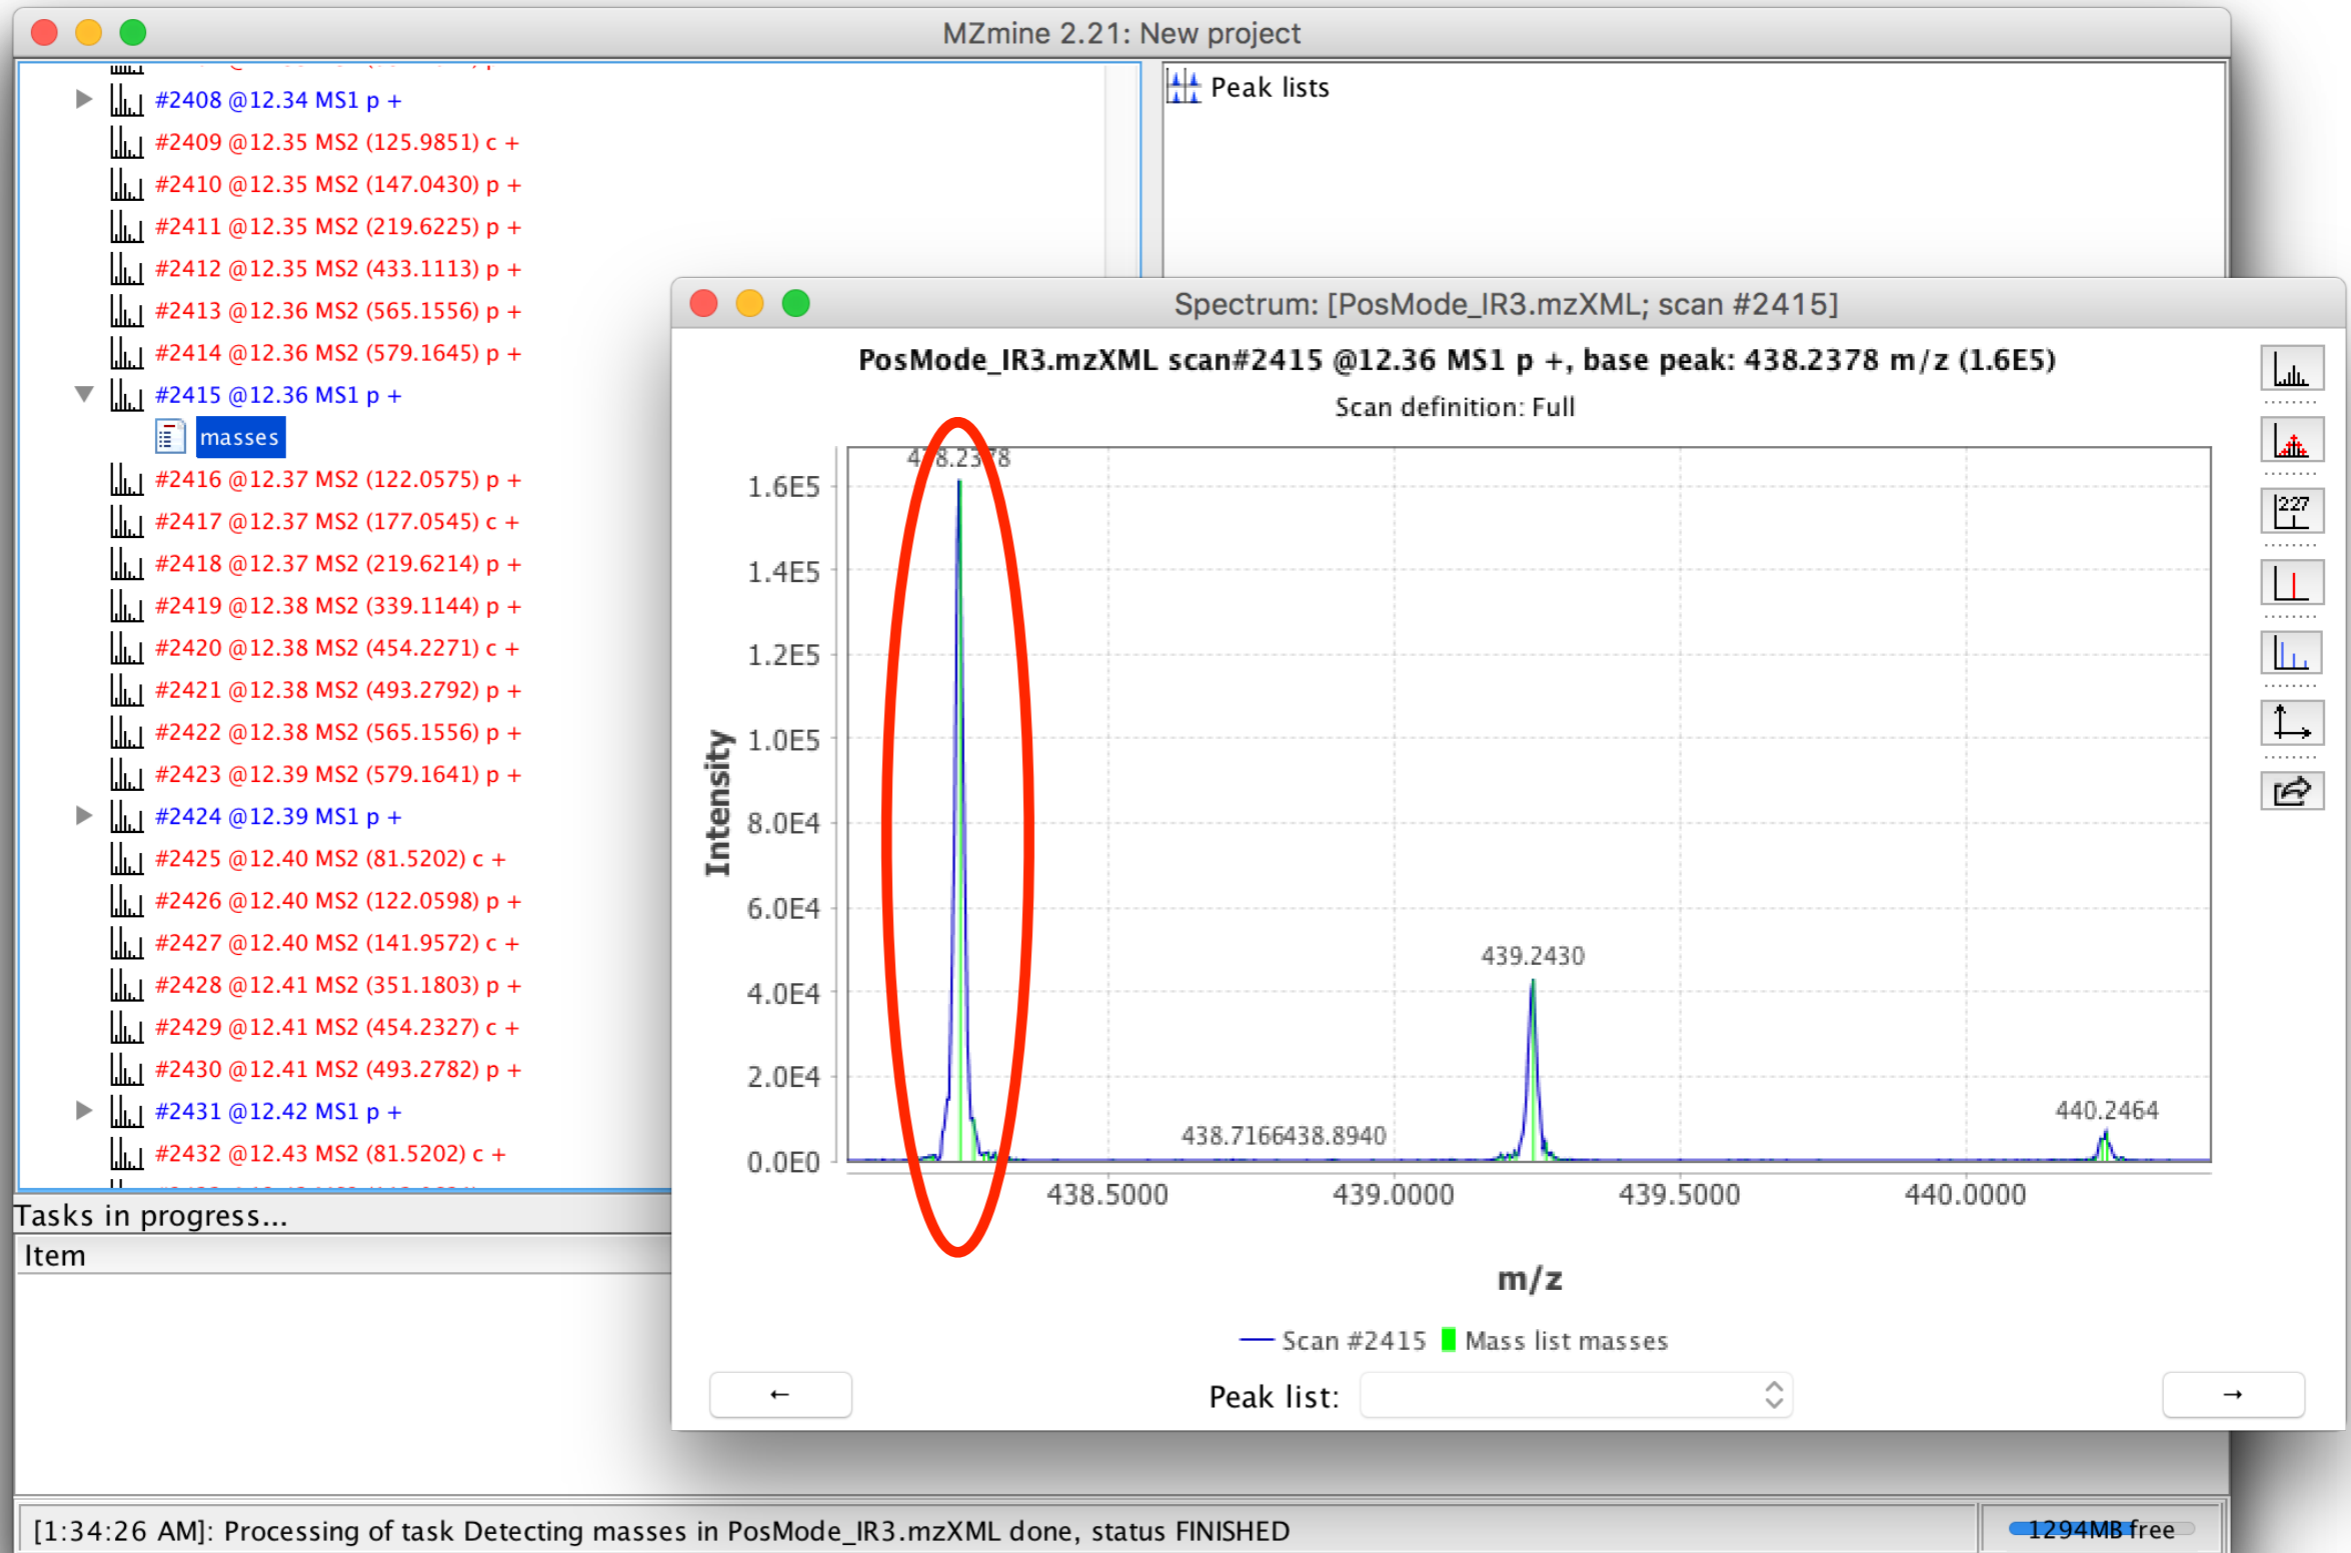 MZmine 2.21: New project
#2408 @12.34 MS1 p +
#2409 @12.35 MS2 (125.9851) c +
#2410 @12.35 MS2 (147.0430) p +
#2411 @12.35 MS2 (219.6225) p +
#2412 @12.35 MS2 (433.1113) p +
#2413 @12.36 MS2 (565.1556) p +
#2414 @12.36 MS2 (579.1645) p +
#2415 @12.36 MS1 p +
masses
#2416 @12.37 MS2 (122.0575) p +
#2417 @12.37 MS2 (177.0545) c +
#2418 @12.37 MS2 (219.6214) p +
#2419 @12.38 MS2 (339.1144) p +
#2420 @12.38 MS2 (454.2271) c +
#2421 @12.38 MS2 (493.2792) p +
#2422 @12.38 MS2 (565.1556) p +
#2423 @12.39 MS2 (579.1641) p +
#2424 @12.39 MS1 p +
#2425 @12.40 MS2 (81.5202) c +
#2426 @12.40 MS2 (122.0598) p +
#2427 @12.40 MS2 (141.9572) c +
#2428 @12.41 MS2 (351.1803) p +
#2429 @12.41 MS2 (454.2327) c +
#2430 @12.41 MS2 (493.2782) p +
#2431 @12.42 MS1 p +
#2432 @12.43 MS2 (81.5202) c +
Peak lists
Spectrum: [PosMode_IR3.mzXML; scan #2415]
PosMode_IR3.mzXML scan#2415 @12.36 MS1 p +, base peak: 438.2378 m/z (1.6E5)
Scan definition: Full
438.2378
1.6E5
1.4E5
1.2E5
1.0E5
8.0E4
6.0E4
4.0E4
2.0E4
0.0E0
Intensity
439.2430
438.7166438.8940
440.2464
438.5000
439.0000
439.5000
440.0000
m/z
Scan #2415
Mass list masses
←
Peak list:
→
227
Tasks in progress...
Item
[1:34:26 AM]: Processing of task Detecting masses in PosMode_IR3.mzXML done, status FINISHED
1294MB free